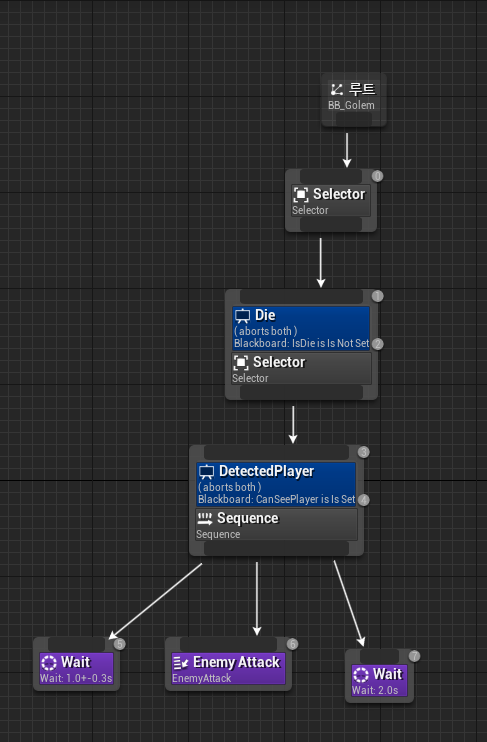 루트
BB_Golem
0
Selector
Selector
1
Die
( aborts both )
Blackboard: IsDie is Is Not Set
2
Selector
Selector
3
DetectedPlayer
( aborts both )
Blackboard: CanSeePlayer is Is Set
4
Sequence
Sequence
5
Wait
Wait: 1.0+-0.3s
6
Enemy Attack
EnemyAttack
7
Wait
Wait: 2.0s